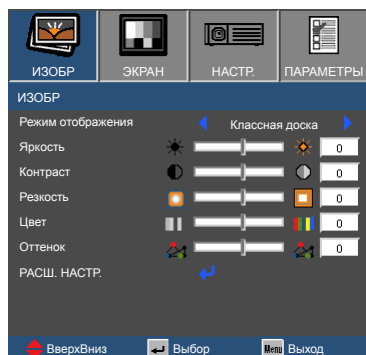 ИЗОБР ЭКРАН НАСТР. ПАРАМЕТРЫ
ИЗОБР
Режим отображения Классная доска
Яркость 0
Контраст 0
Резкость 0
Цвет 0
Оттенок 0
РАСШ. НАСТР.
ВверхВниз Выбор Menu Выход